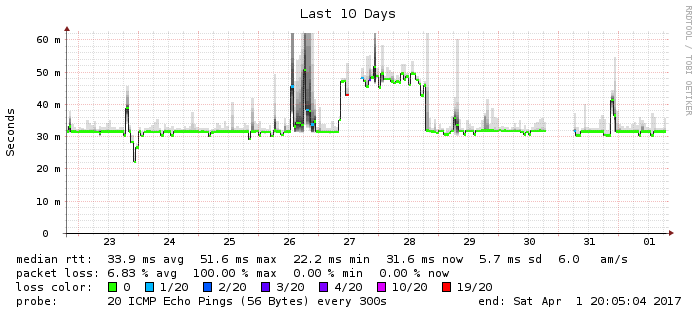 Last 10 Days
RRDTOOL / TOBI OETIKER
Seconds
60 m
50 m
40 m
30 m
20 m
10 m
0
23 24 25 26 27 28 29 30 31 01
median rtt: 33.9 ms avg 51.6 ms max 22.2 ms min 31.6 ms now 5.7 ms sd 6.0 am/s
packet loss: 6.83 % avg 100.00 % max 0.00 % min 0.00 % now
loss color: 0 1/20 2/20 3/20 4/20 10/20 19/20
probe: 20 ICMP Echo Pings (56 Bytes) every 300s end: Sat Apr 1 20:05:04 2017